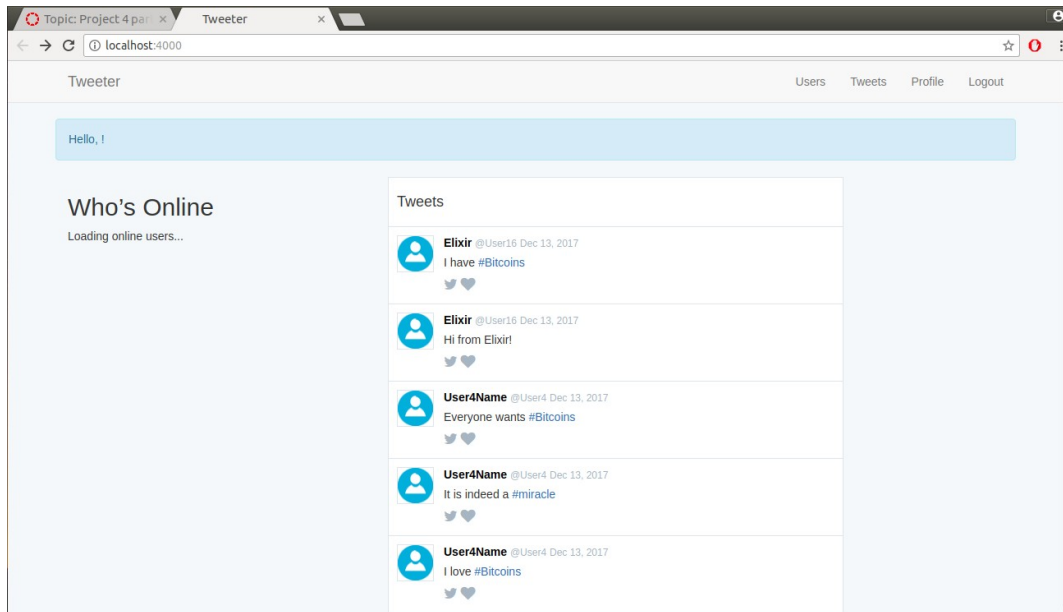 Topic: Project 4 par
Tweeter
localhost:4000
Tweeter
Users Tweets Profile Logout
Hello, !
Who’s Online
Loading online users...
Tweets
Elixir @User16 Dec 13, 2017
I have #Bitcoins
Elixir @User16 Dec 13, 2017
Hi from Elixir!
User4Name @User4 Dec 13, 2017
Everyone wants #Bitcoins
User4Name @User4 Dec 13, 2017
It is indeed a #miracle
User4Name @User4 Dec 13, 2017
I love #Bitcoins